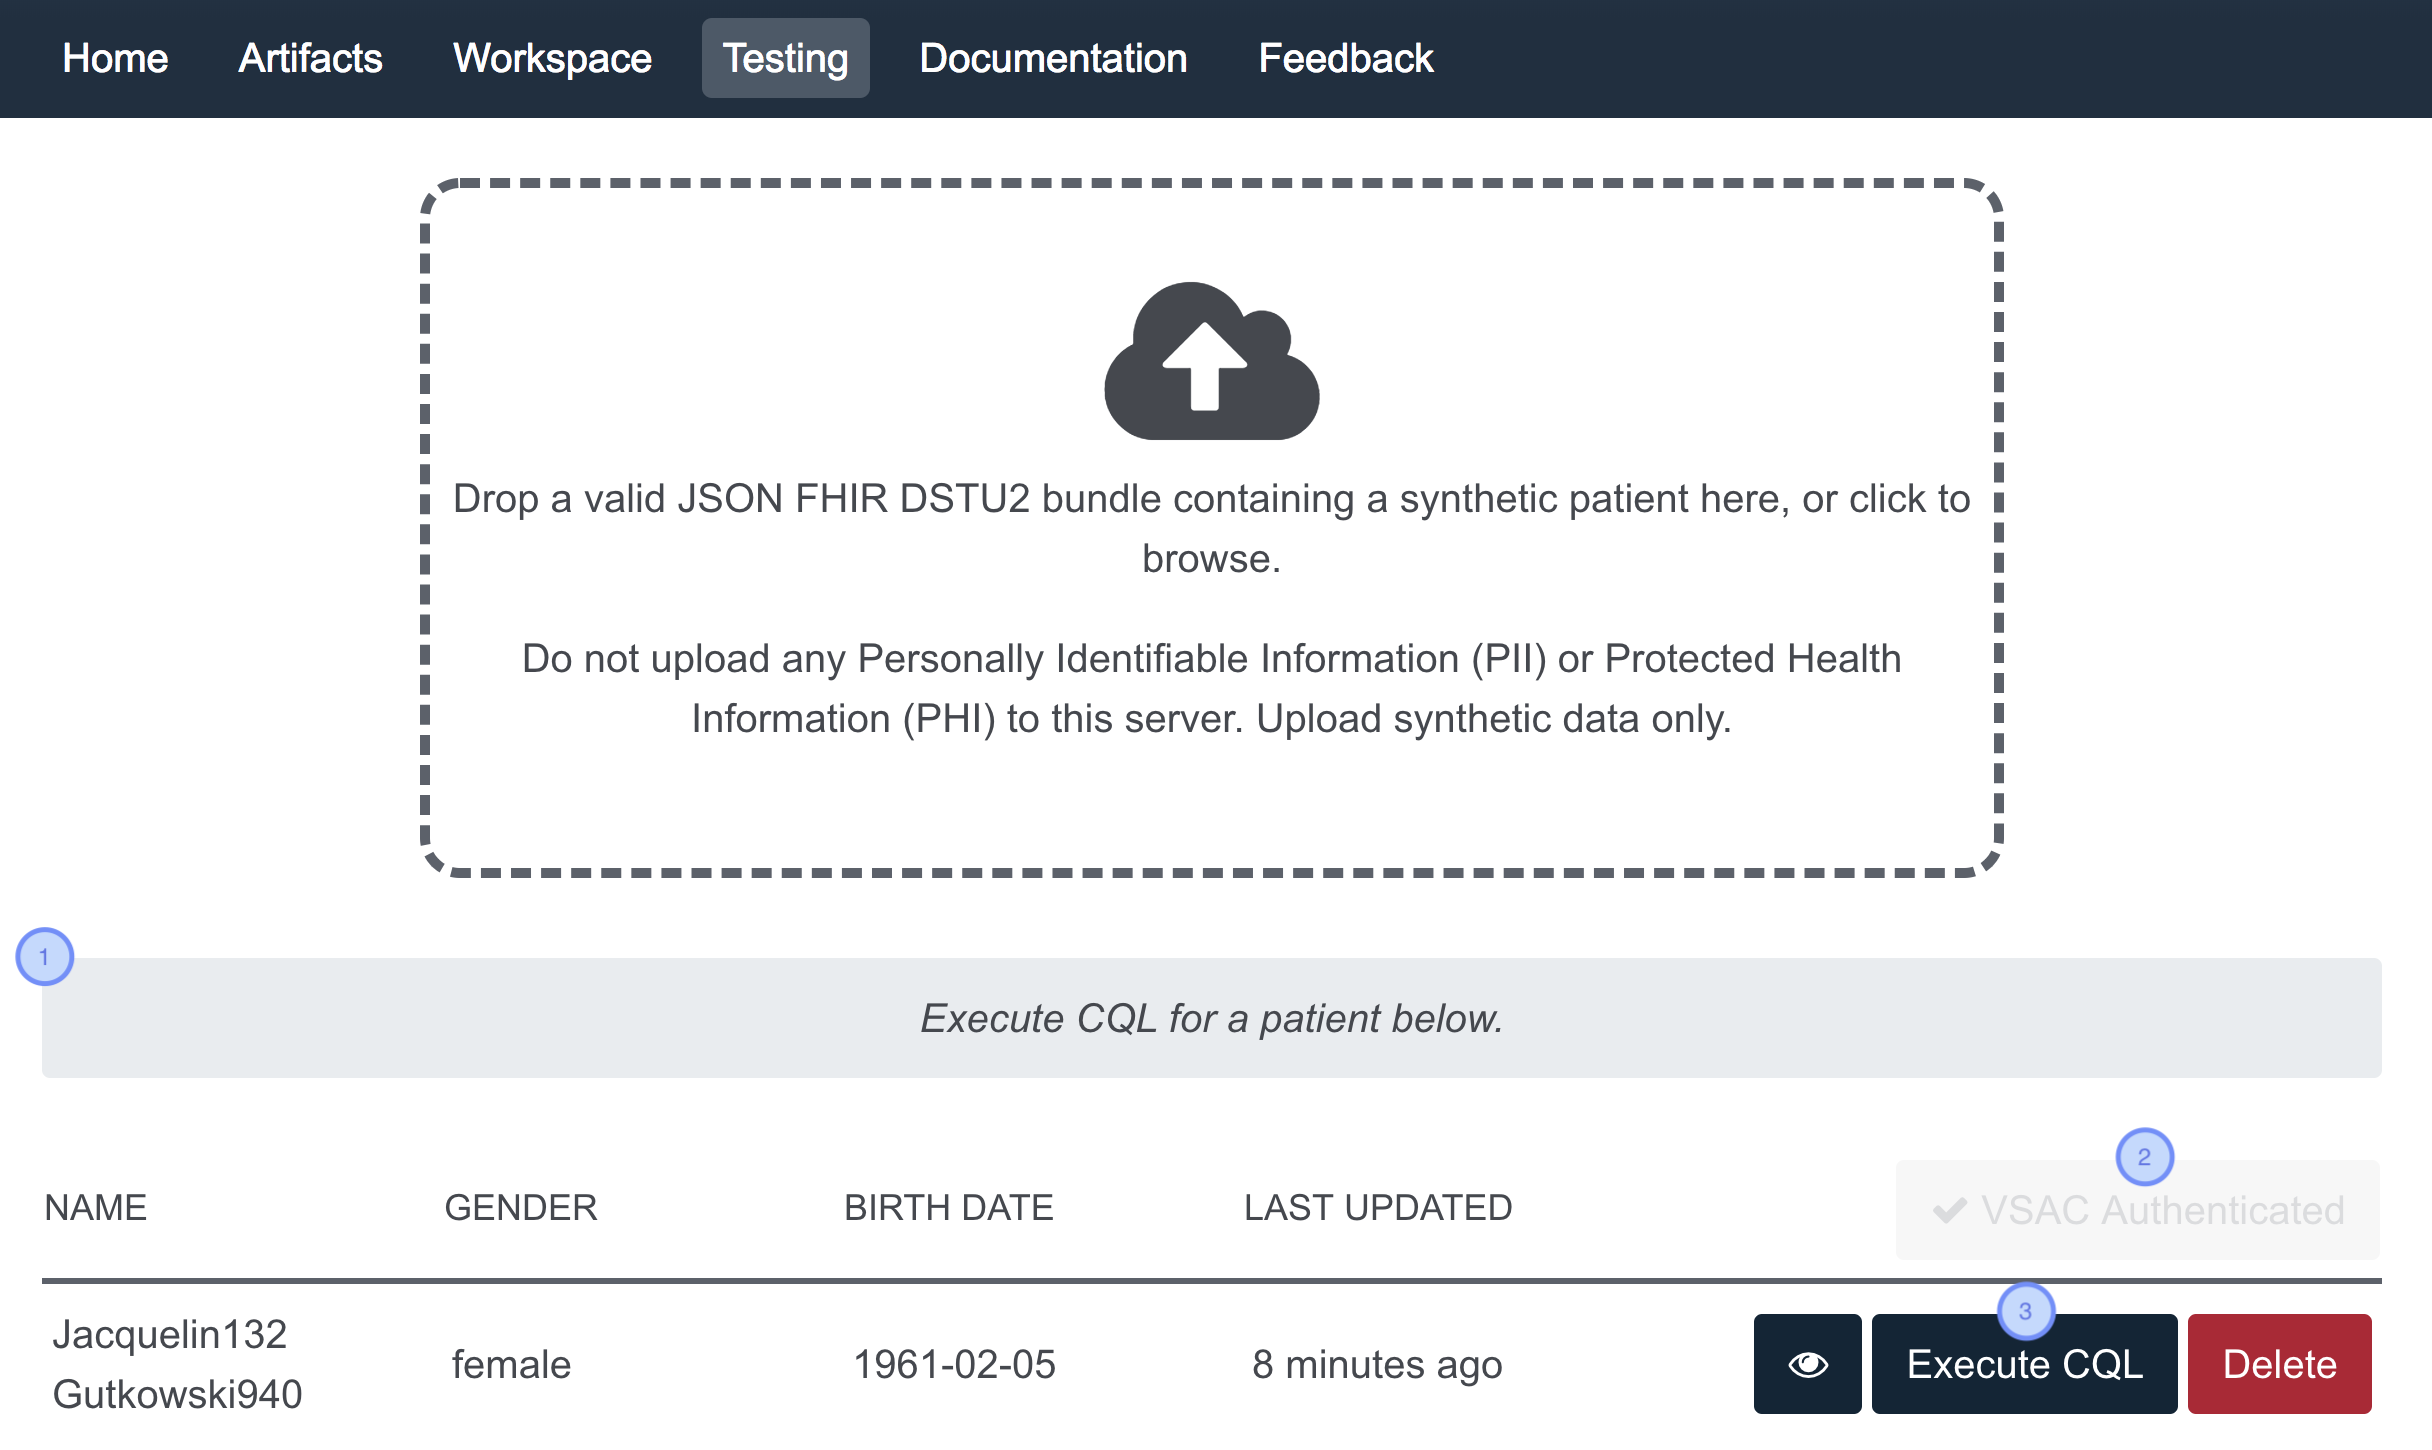 Home Artifacts Workspace Testing Documentation Feedback
Drop a valid JSON FHIR DSTU2 bundle containing a synthetic patient here, or click to
browse.
Do not upload any Personally Identifiable Information (PII) or Protected Health
Information (PHI) to this server. Upload synthetic data only.
1
Execute CQL for a patient below.
2
NAME GENDER BIRTH DATE LAST UPDATED VSAC Authenticated
3
Jacquelin132
Gutkowski940
female 1961-02-05 8 minutes ago Execute CQL Delete